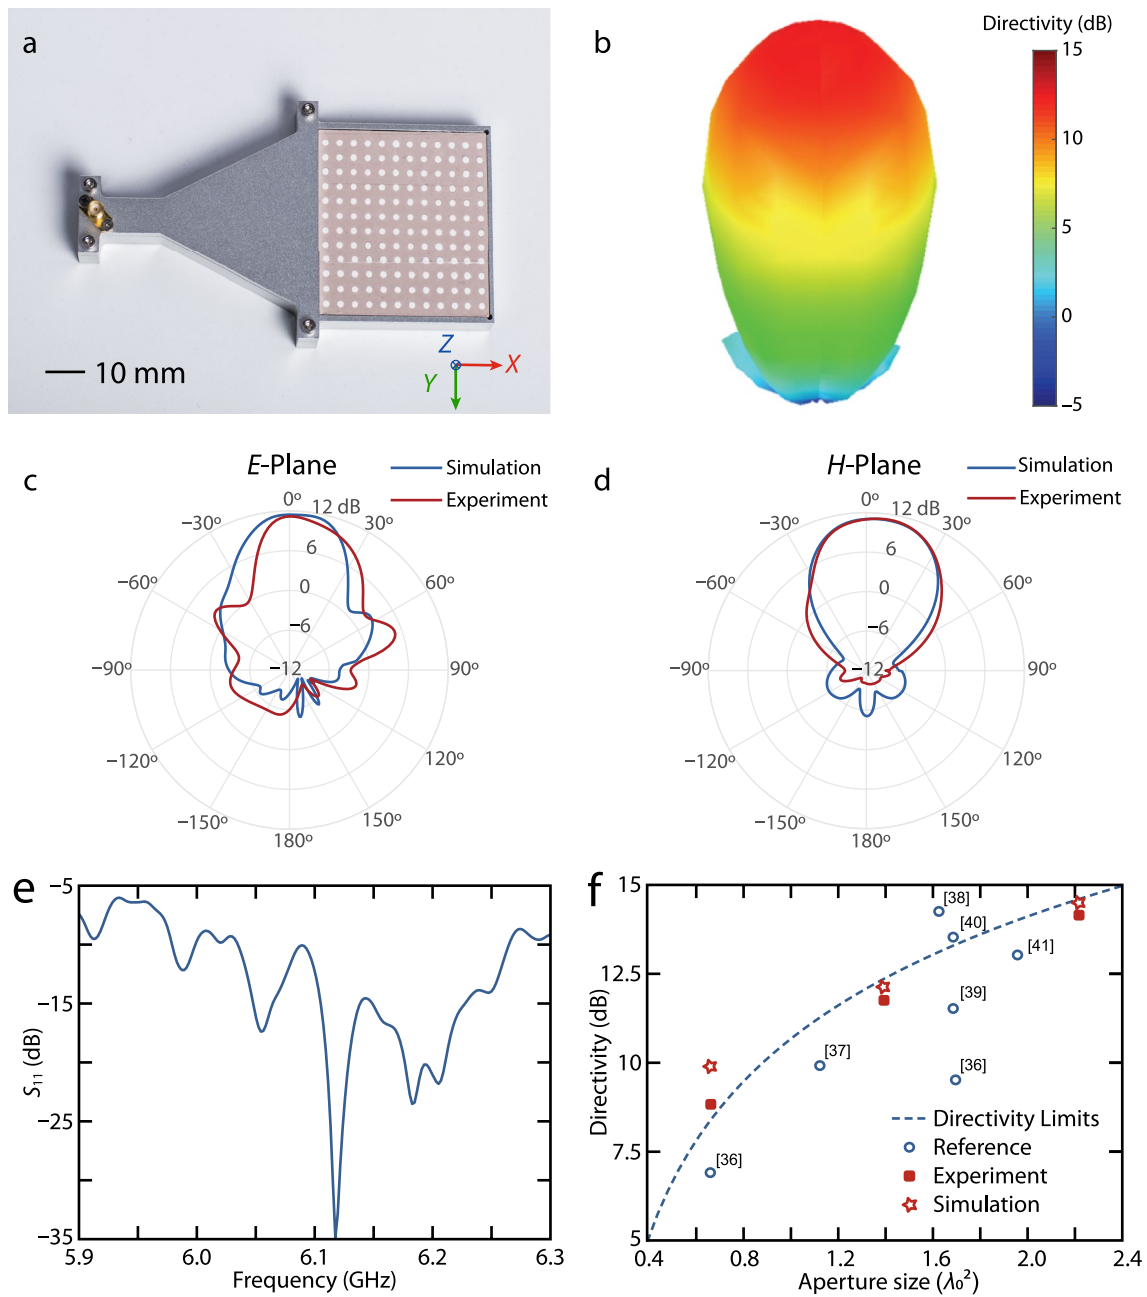 a
10 mm
Z
X
Y
b
Directivity (dB)
15
10
5
0
−5
c
E-Plane
Simulation
Experiment
0º
12 dB
−30º
30º
6
−60º
60º
0
−6
−90º
−12
90º
−120º
120º
−150º
150º
180º
d
H-Plane
Simulation
Experiment
0º
12 dB
−30º
30º
6
−60º
60º
0
−6
−90º
−12
90º
−120º
120º
−150º
150º
180º
e
−5
−15
−25
−35
S₁₁ (dB)
5.9
6.0
6.1
6.2
6.3
Frequency (GHz)
f
15
12.5
10
7.5
5
Directivity (dB)
[38]
[40]
[41]
[39]
[37]
[36]
[36]
Directivity Limits
Reference
Experiment
Simulation
0.4
0.8
1.2
1.6
2.0
2.4
Aperture size (λ₀²)